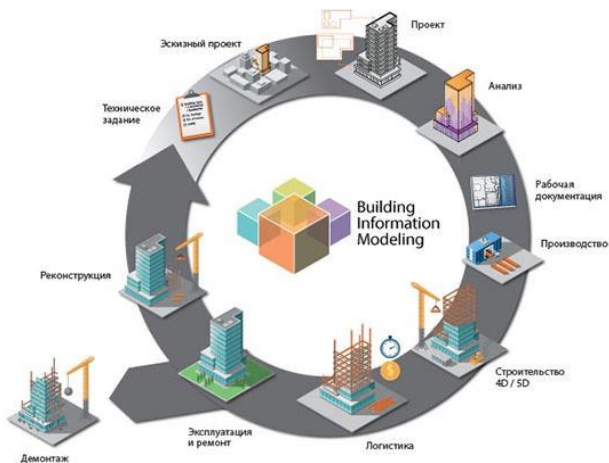 Проект
Эскизный проект
Анализ
Техническое
задание
Рабочая
документация
Производство
Building
Information
Modeling
Реконструкция
Строительство
4D / 5D
Эксплуатация
и ремонт
Логистика
Демонтаж